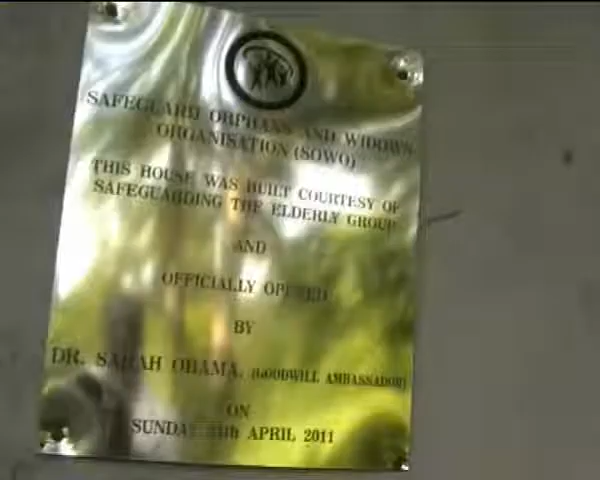 SAFEGUARD ORPHANS AND WIDOWS
ORGANISATION (SOWO)
THIS HOUSE WAS BUILT COURTESY OF
SAFEGUARDING THE ELDERLY GROUP
AND
OFFICIALLY OPENED
BY
DR. SARAH OBAMA, (GOODWILL AMBASSADOR)
ON
SUNDAY APRIL 2011